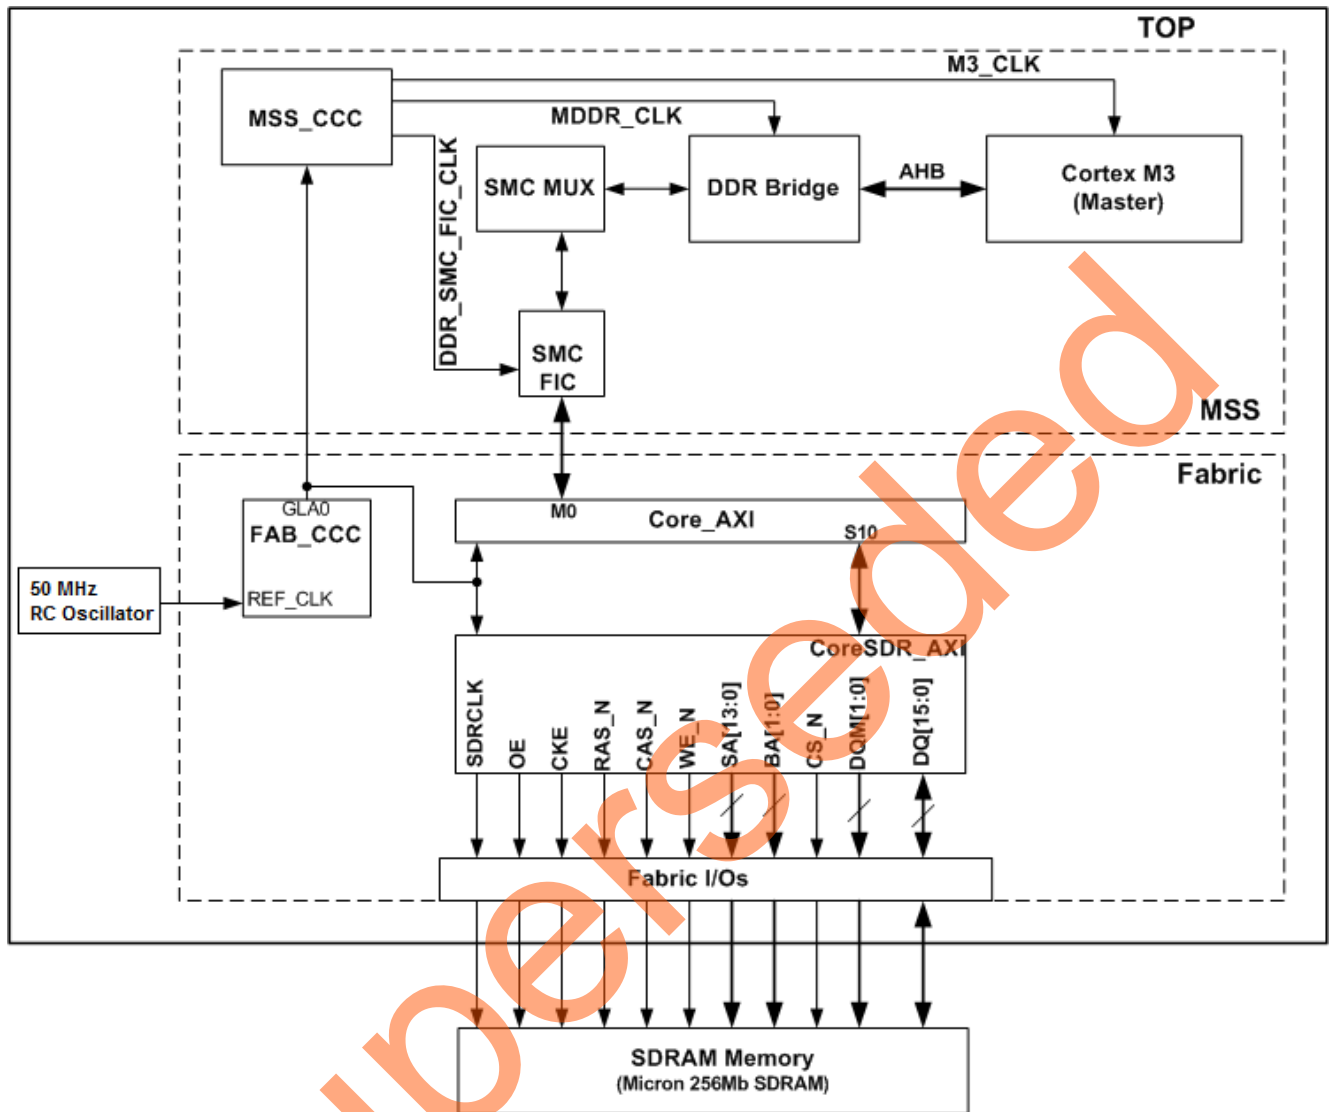 TOP
M3_CLK
MSS_CCC
MDDR_CLK
DDR_SMC_FIC_CLK
SMC MUX
DDR Bridge
AHB
Cortex M3
(Master)
SMC
FIC
MSS
Fabric
GLA0
FAB_CCC
REF_CLK
50 MHz
RC Oscillator
M0
Core_AXI
S10
CoreSDR_AXI
SDRCLK
OE
CKE
RAS_N
CAS_N
WE_N
SA[13:0]
BA[1:0]
CS_N
DQM[1:0]
DQ[15:0]
Fabric I/Os
SDRAM Memory
(Micron 256Mb SDRAM)
uperseded